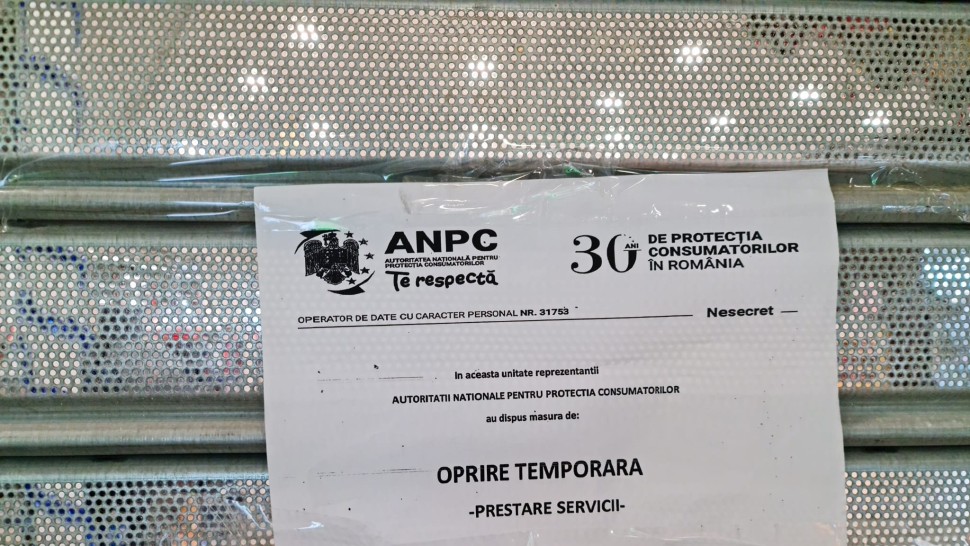 ANPC
AUTORITATEA NAȚIONALĂ PENTRU
PROTECȚIA CONSUMATORILOR
Te respectă
30 ANI
DE PROTECȚIA
CONSUMATORILOR
ÎN ROMÂNIA
OPERATOR DE DATE CU CARACTER PERSONAL NR. 31753
Nesecret
In aceasta unitate reprezentantii
AUTORITATII NATIONALE PENTRU PROTECTIA CONSUMATORILOR
au dispus masura de:
OPRIRE TEMPORARA
-PRESTARE SERVICII-